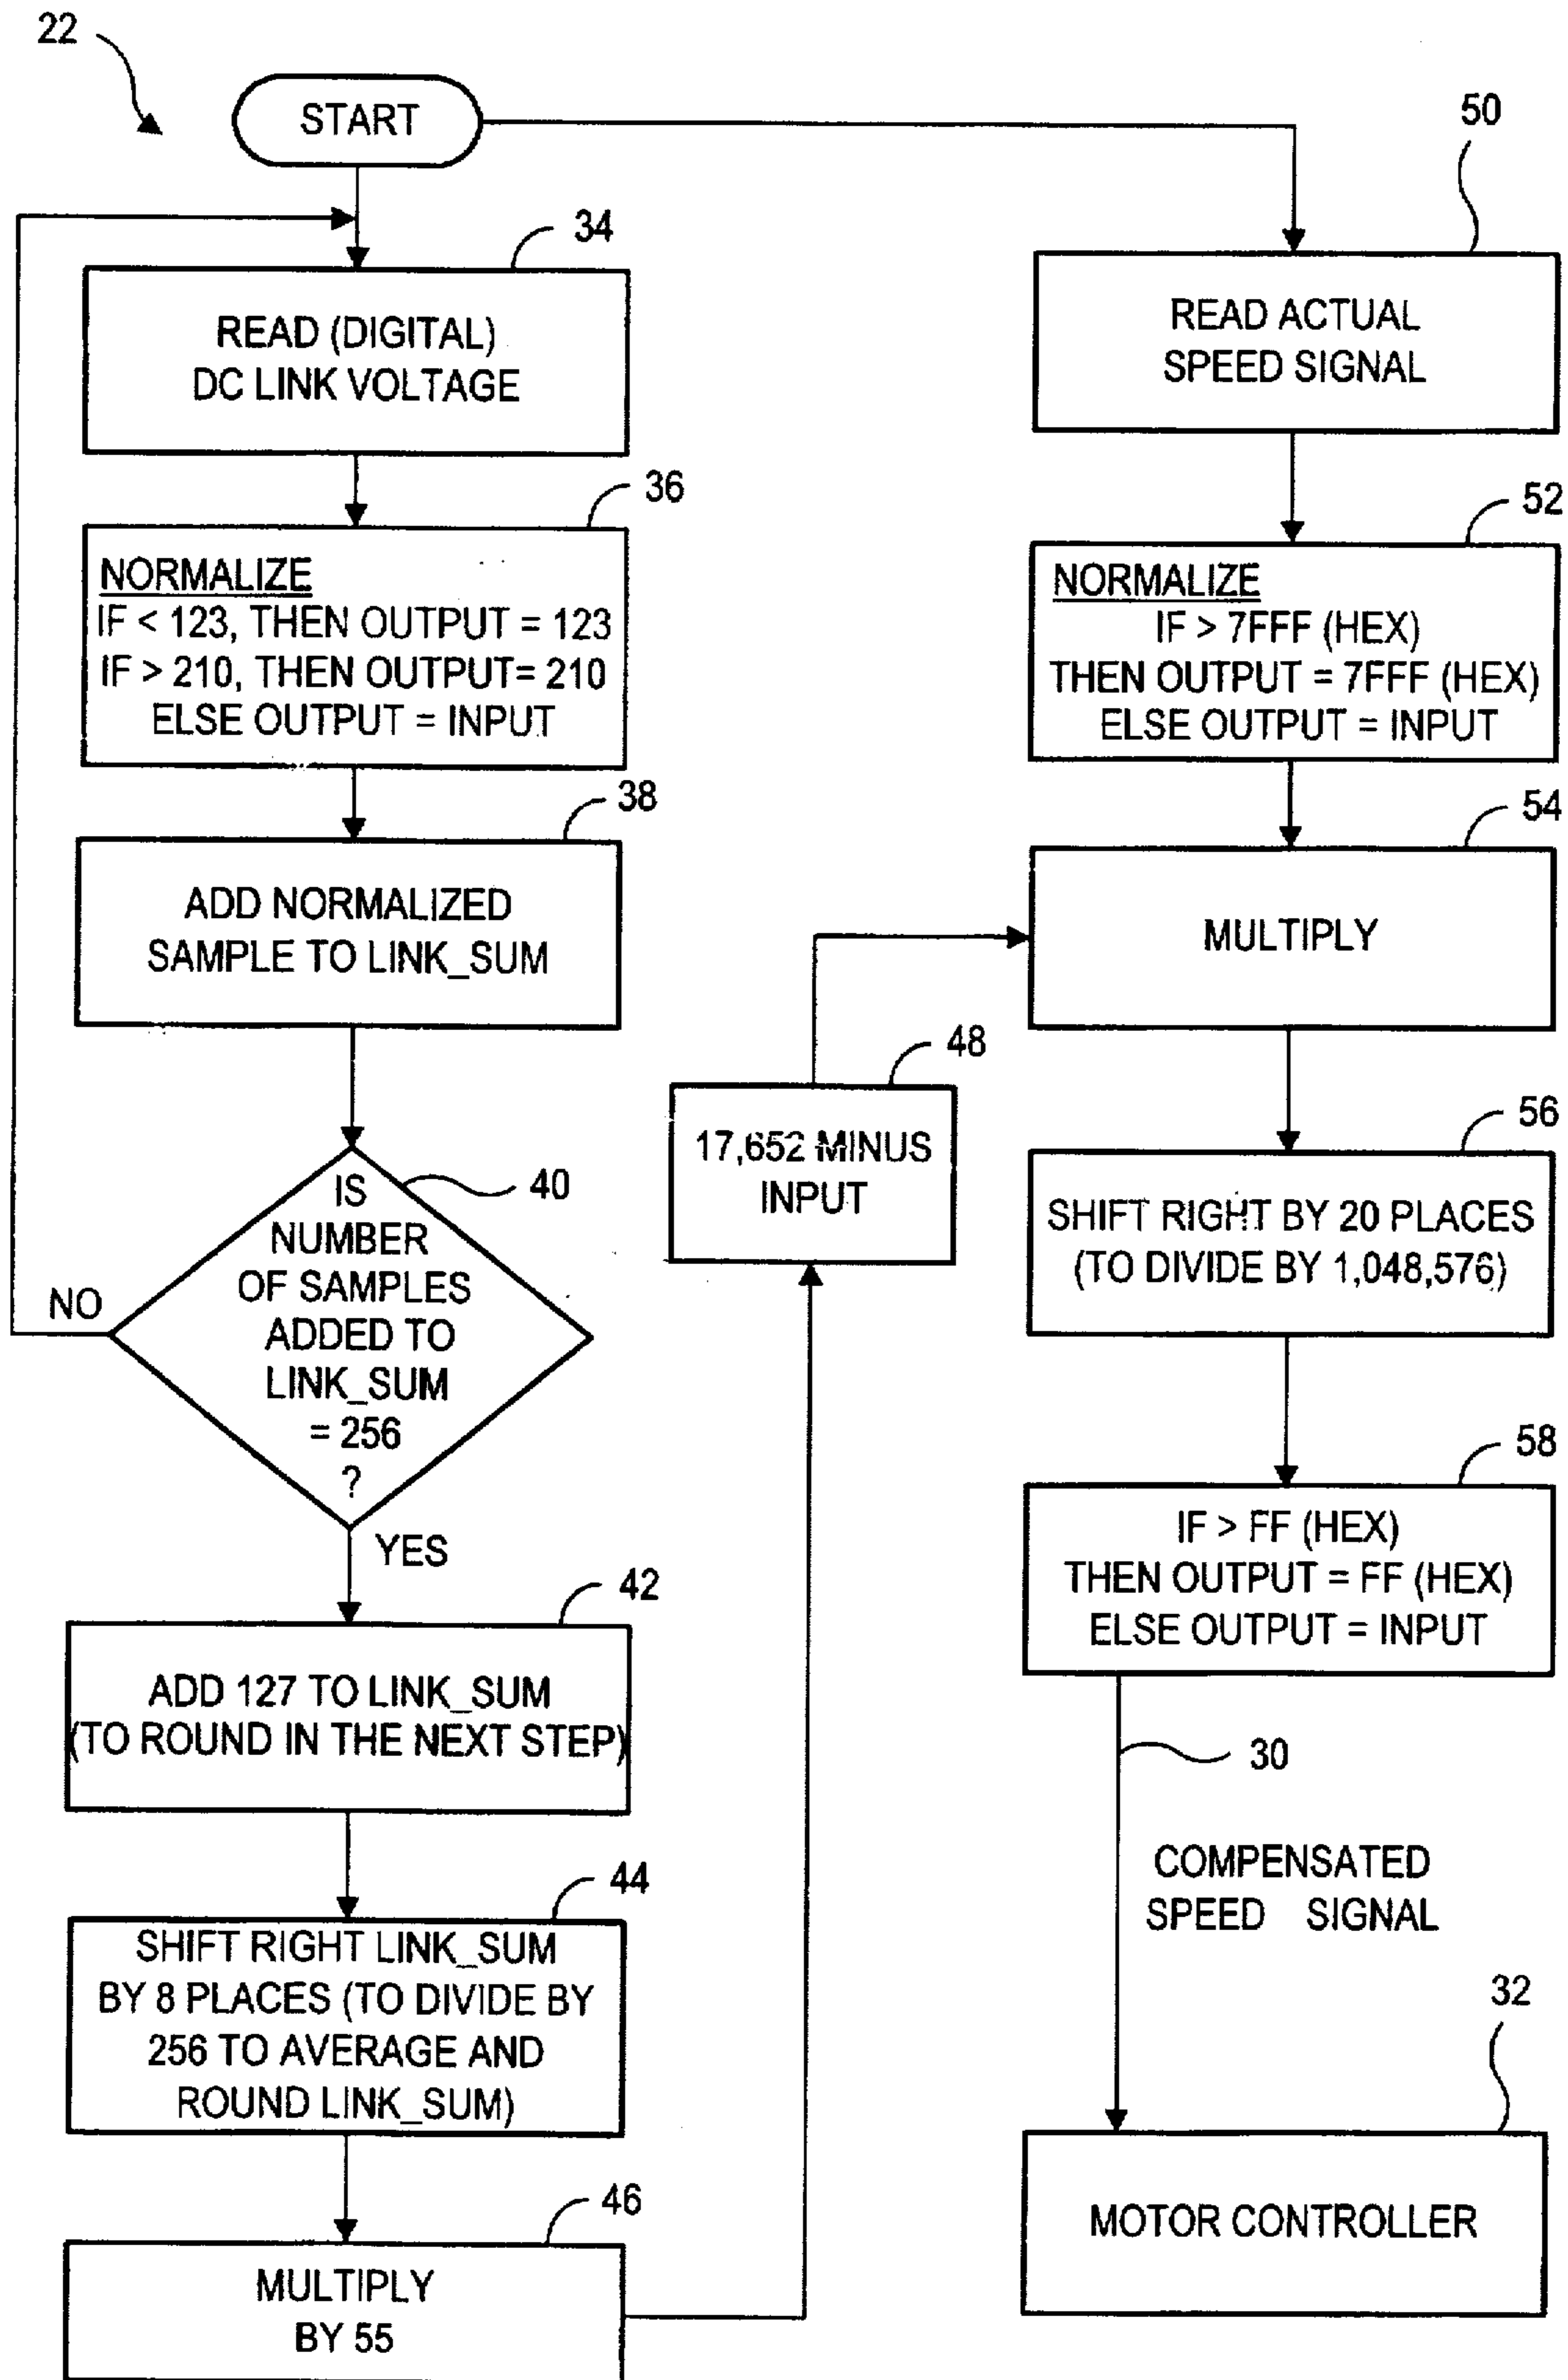 22
START
34
READ (DIGITAL)
DC LINK VOLTAGE
36
NORMALIZE
IF < 123, THEN OUTPUT = 123
IF > 210, THEN OUTPUT= 210
ELSE OUTPUT = INPUT
38
ADD NORMALIZED
SAMPLE TO LINK_SUM
40
IS
NUMBER
OF SAMPLES
ADDED TO
LINK_SUM
= 256
?
NO
YES
42
ADD 127 TO LINK_SUM
(TO ROUND IN THE NEXT STEP)
44
SHIFT RIGHT LINK_SUM
BY 8 PLACES (TO DIVIDE BY
256 TO AVERAGE AND
ROUND LINK_SUM)
46
MULTIPLY
BY 55
48
17,652 MINUS
INPUT
50
READ ACTUAL
SPEED SIGNAL
52
NORMALIZE
IF > 7FFF (HEX)
THEN OUTPUT = 7FFF (HEX)
ELSE OUTPUT = INPUT
54
MULTIPLY
56
SHIFT RIGHT BY 20 PLACES
(TO DIVIDE BY 1,048,576)
58
IF > FF (HEX)
THEN OUTPUT = FF (HEX)
ELSE OUTPUT = INPUT
30
COMPENSATED
SPEED SIGNAL
32
MOTOR CONTROLLER